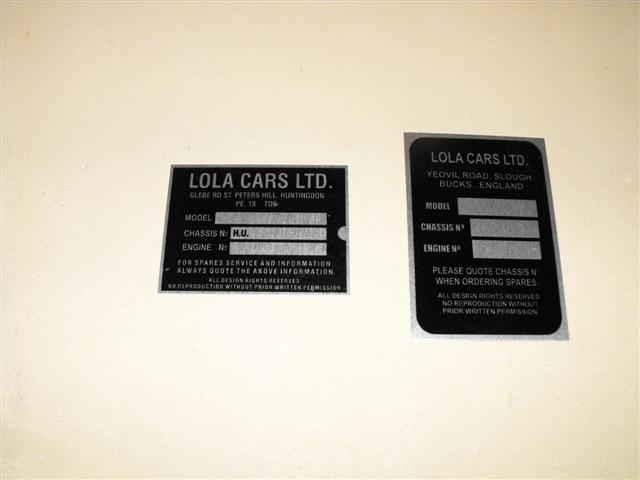 LOLA CARS LTD.
GLEBE RD ST. PETERS HILL. HUNTINGDON
PE. 18 7DS
MODEL
CHASSIS Nº H.U.
ENGINE Nº
FOR SPARES SERVICE AND INFORMATION
ALWAYS QUOTE THE ABOVE INFORMATION.
ALL DESIGN RIGHTS RESERVED
NO REPRODUCTION WITHOUT PRIOR WRITTEN PERMISSION
LOLA CARS LTD.
YEOVIL ROAD, SLOUGH,
BUCKS., ENGLAND
MODEL
CHASSIS Nº
ENGINE Nº
PLEASE QUOTE CHASSIS Nº
WHEN ORDERING SPARES.
ALL DESIGN RIGHTS RESERVED
NO REPRODUCTION WITHOUT
PRIOR WRITTEN PERMISSION